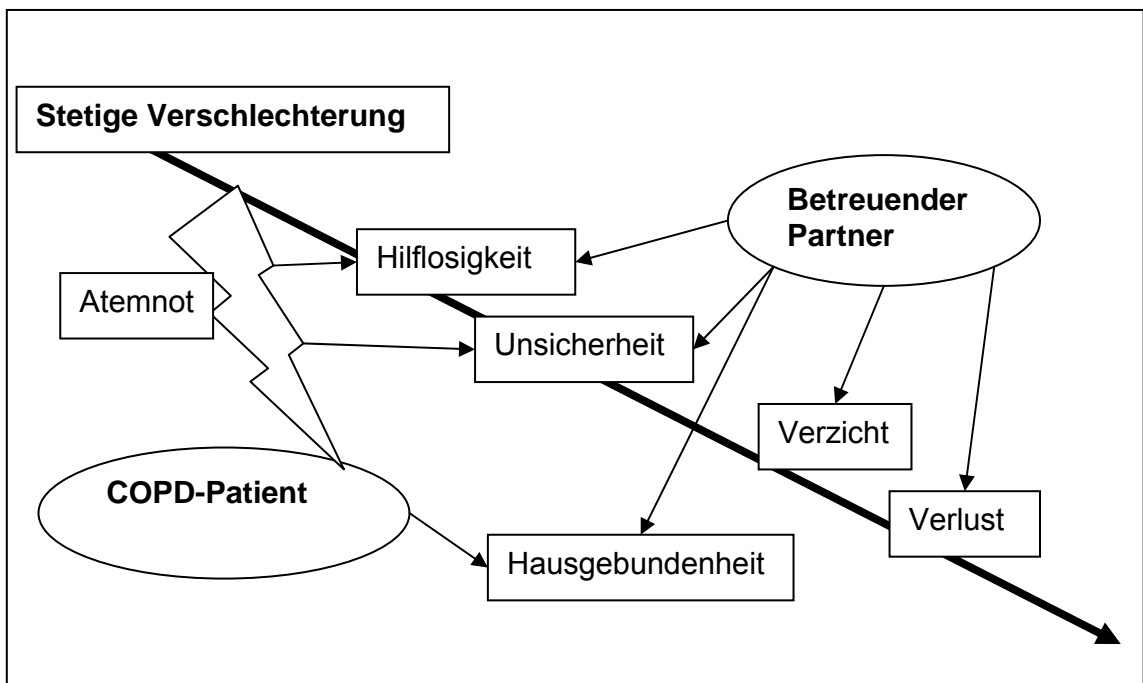 Stetige Verschlechterung
Betreuender
Partner
Hilflosigkeit
Atemnot
Unsicherheit
Verzicht
COPD-Patient
Verlust
Hausgebundenheit